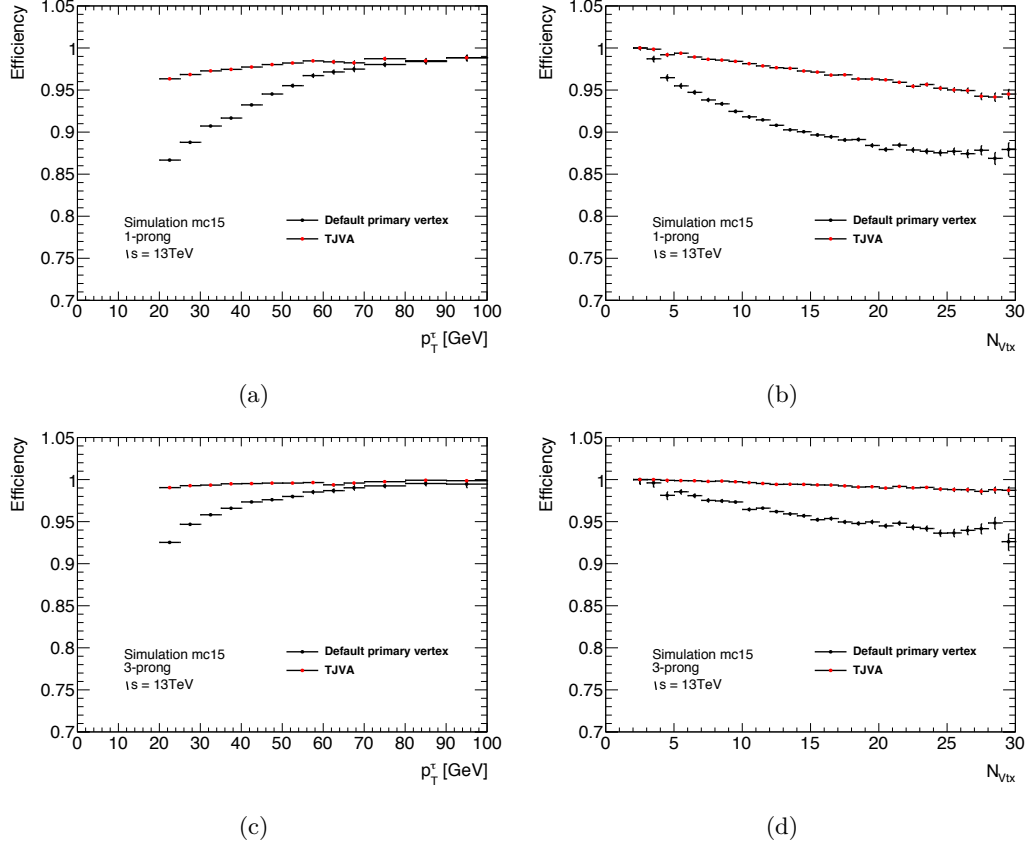 Efficiency
1.05
1
0.95
0.9
0.85
0.8
0.75
0.7
Simulation mc15
1-prong
√s = 13TeV
Default primary vertex
TJVA
0 10 20 30 40 50 60 70 80 90 100
p_T^τ [GeV]
(a)
Efficiency
1.05
1
0.95
0.9
0.85
0.8
0.75
0.7
Simulation mc15
1-prong
√s = 13TeV
Default primary vertex
TJVA
0 5 10 15 20 25 30
N_Vtx
(b)
Efficiency
1.05
1
0.95
0.9
0.85
0.8
0.75
0.7
Simulation mc15
3-prong
√s = 13TeV
Default primary vertex
TJVA
0 10 20 30 40 50 60 70 80 90 100
p_T^τ [GeV]
(c)
Efficiency
1.05
1
0.95
0.9
0.85
0.8
0.75
0.7
Simulation mc15
3-prong
√s = 13TeV
Default primary vertex
TJVA
0 5 10 15 20 25 30
N_Vtx
(d)